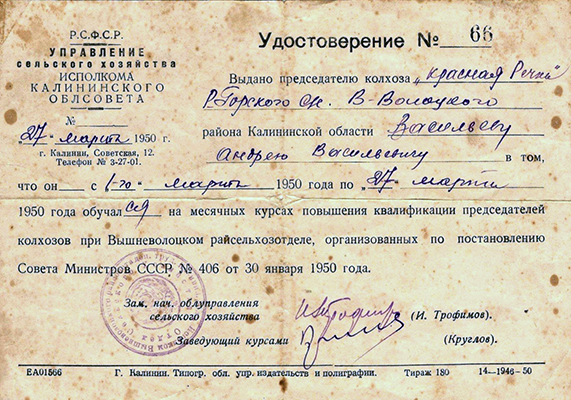 Р.С.Ф.С.Р.
УПРАВЛЕНИЕ
сельского хозяйства
ИСПОЛКОМА
КАЛИНИНСКОГО
ОБЛСОВЕТА
№
"27" марта 1950 г.
г. Калинин, Советская, 12.
Телефон № 3-27-01.
Удостоверение № 66
Выдано председателю колхоза „Красная Речка"
Р. Горского с/с. В-Волоцкого
района Калининской области Васильеву
Андрею Васильевичу в том,
что он с 1-го марта 1950 года по 27 марта
1950 года обучался на месячных курсах повышения квалификации председателей
колхозов при Вышневолоцком райсельхозотделе, организованных по постановлению
Совета Министров СССР № 406 от 30 января 1950 года.
Зам. нач. облуправления
сельского хозяйства
(И. Трофимов).
Заведующий курсами
(Круглов).
ЕА01566 Г. Калинин. Типогр. обл. упр. издательств и полиграфии. Тираж 180 14—1946—50